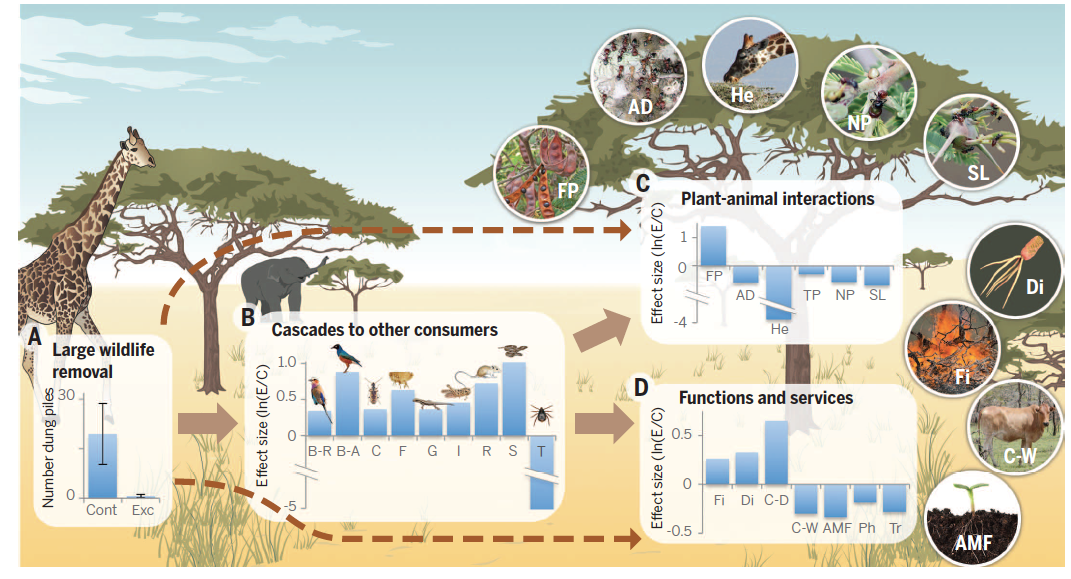 AD
He
NP
SL
FP
Di
Fi
C-W
AMF
A
Large wildlife
removal
Number dung piles
30
0
Cont
Exc
B
Cascades to other consumers
Effect size (ln(E/C)
1.0
0.5
0
-5
B-R
B-A
C
F
G
I
R
S
T
C
Plant-animal interactions
Effect size (ln(E/C)
1
0
-4
FP
AD
He
TP
NP
SL
D
Functions and services
Effect size (ln(E/C)
0.5
0
-0.5
Fi
Di
C-D
C-W
AMF
Ph
Tr